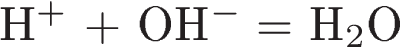 H⁺ + OH⁻ = H₂O